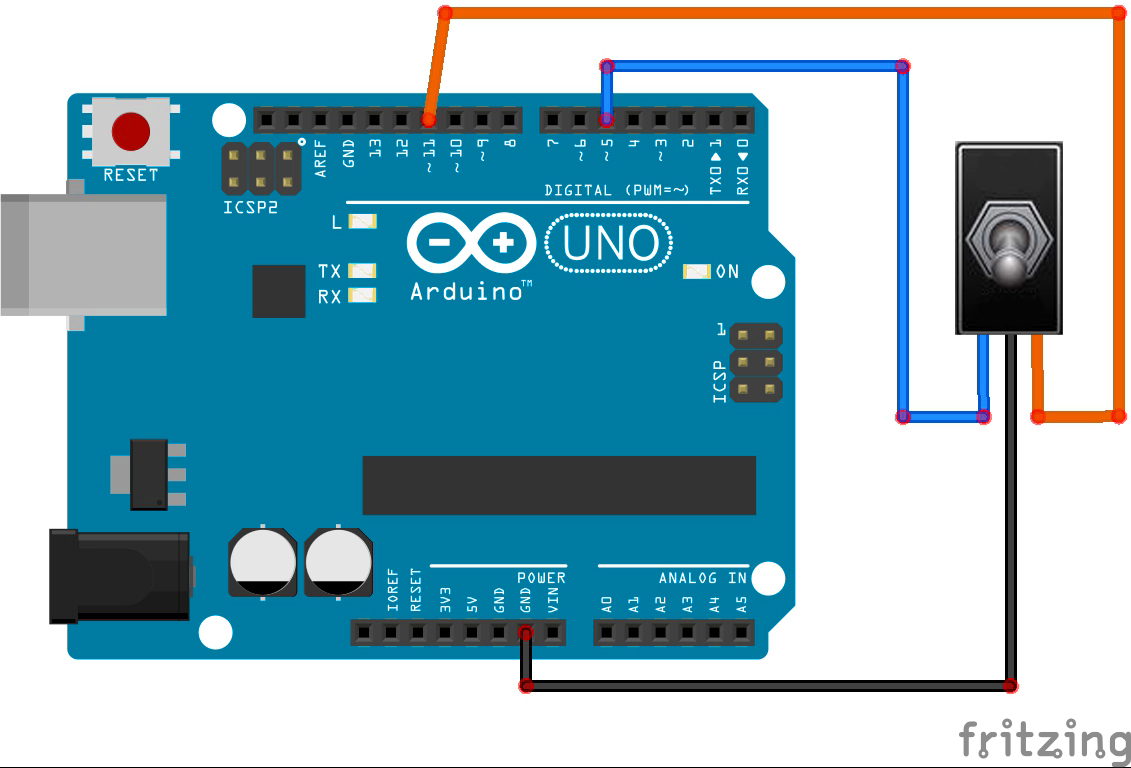 RESET
ICSP2
AREF
GND
13
12
~11
~10
~9
8
7
~6
~5
4
~3
2
TX0▶1
RX0◀0
DIGITAL (PWM=~)
L
TX
RX
UNO
Arduino™
ON
1
ICSP
IOREF
RESET
3V3
5V
GND
GND
VIN
POWER
ANALOG IN
A0
A1
A2
A3
A4
A5
fritzing